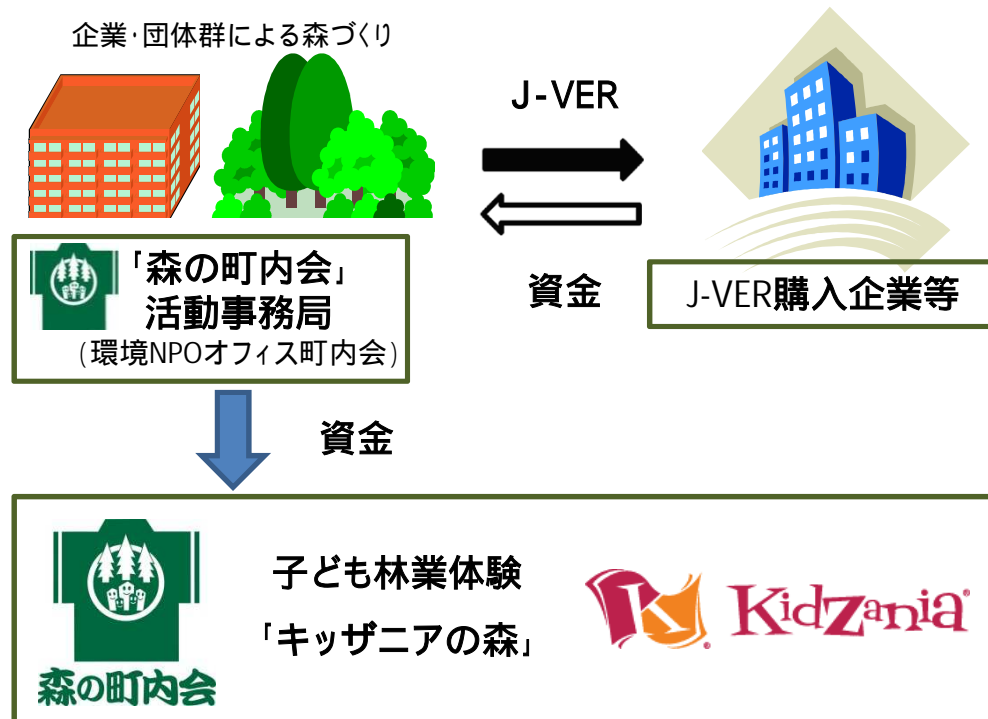 企業・団体群による森づくり
J-VER
資金
「森の町内会」
活動事務局
(環境NPOオフィス町内会)
J-VER購入企業等
資金
子ども林業体験
「キッザニアの森」
森の町内会
KidZania